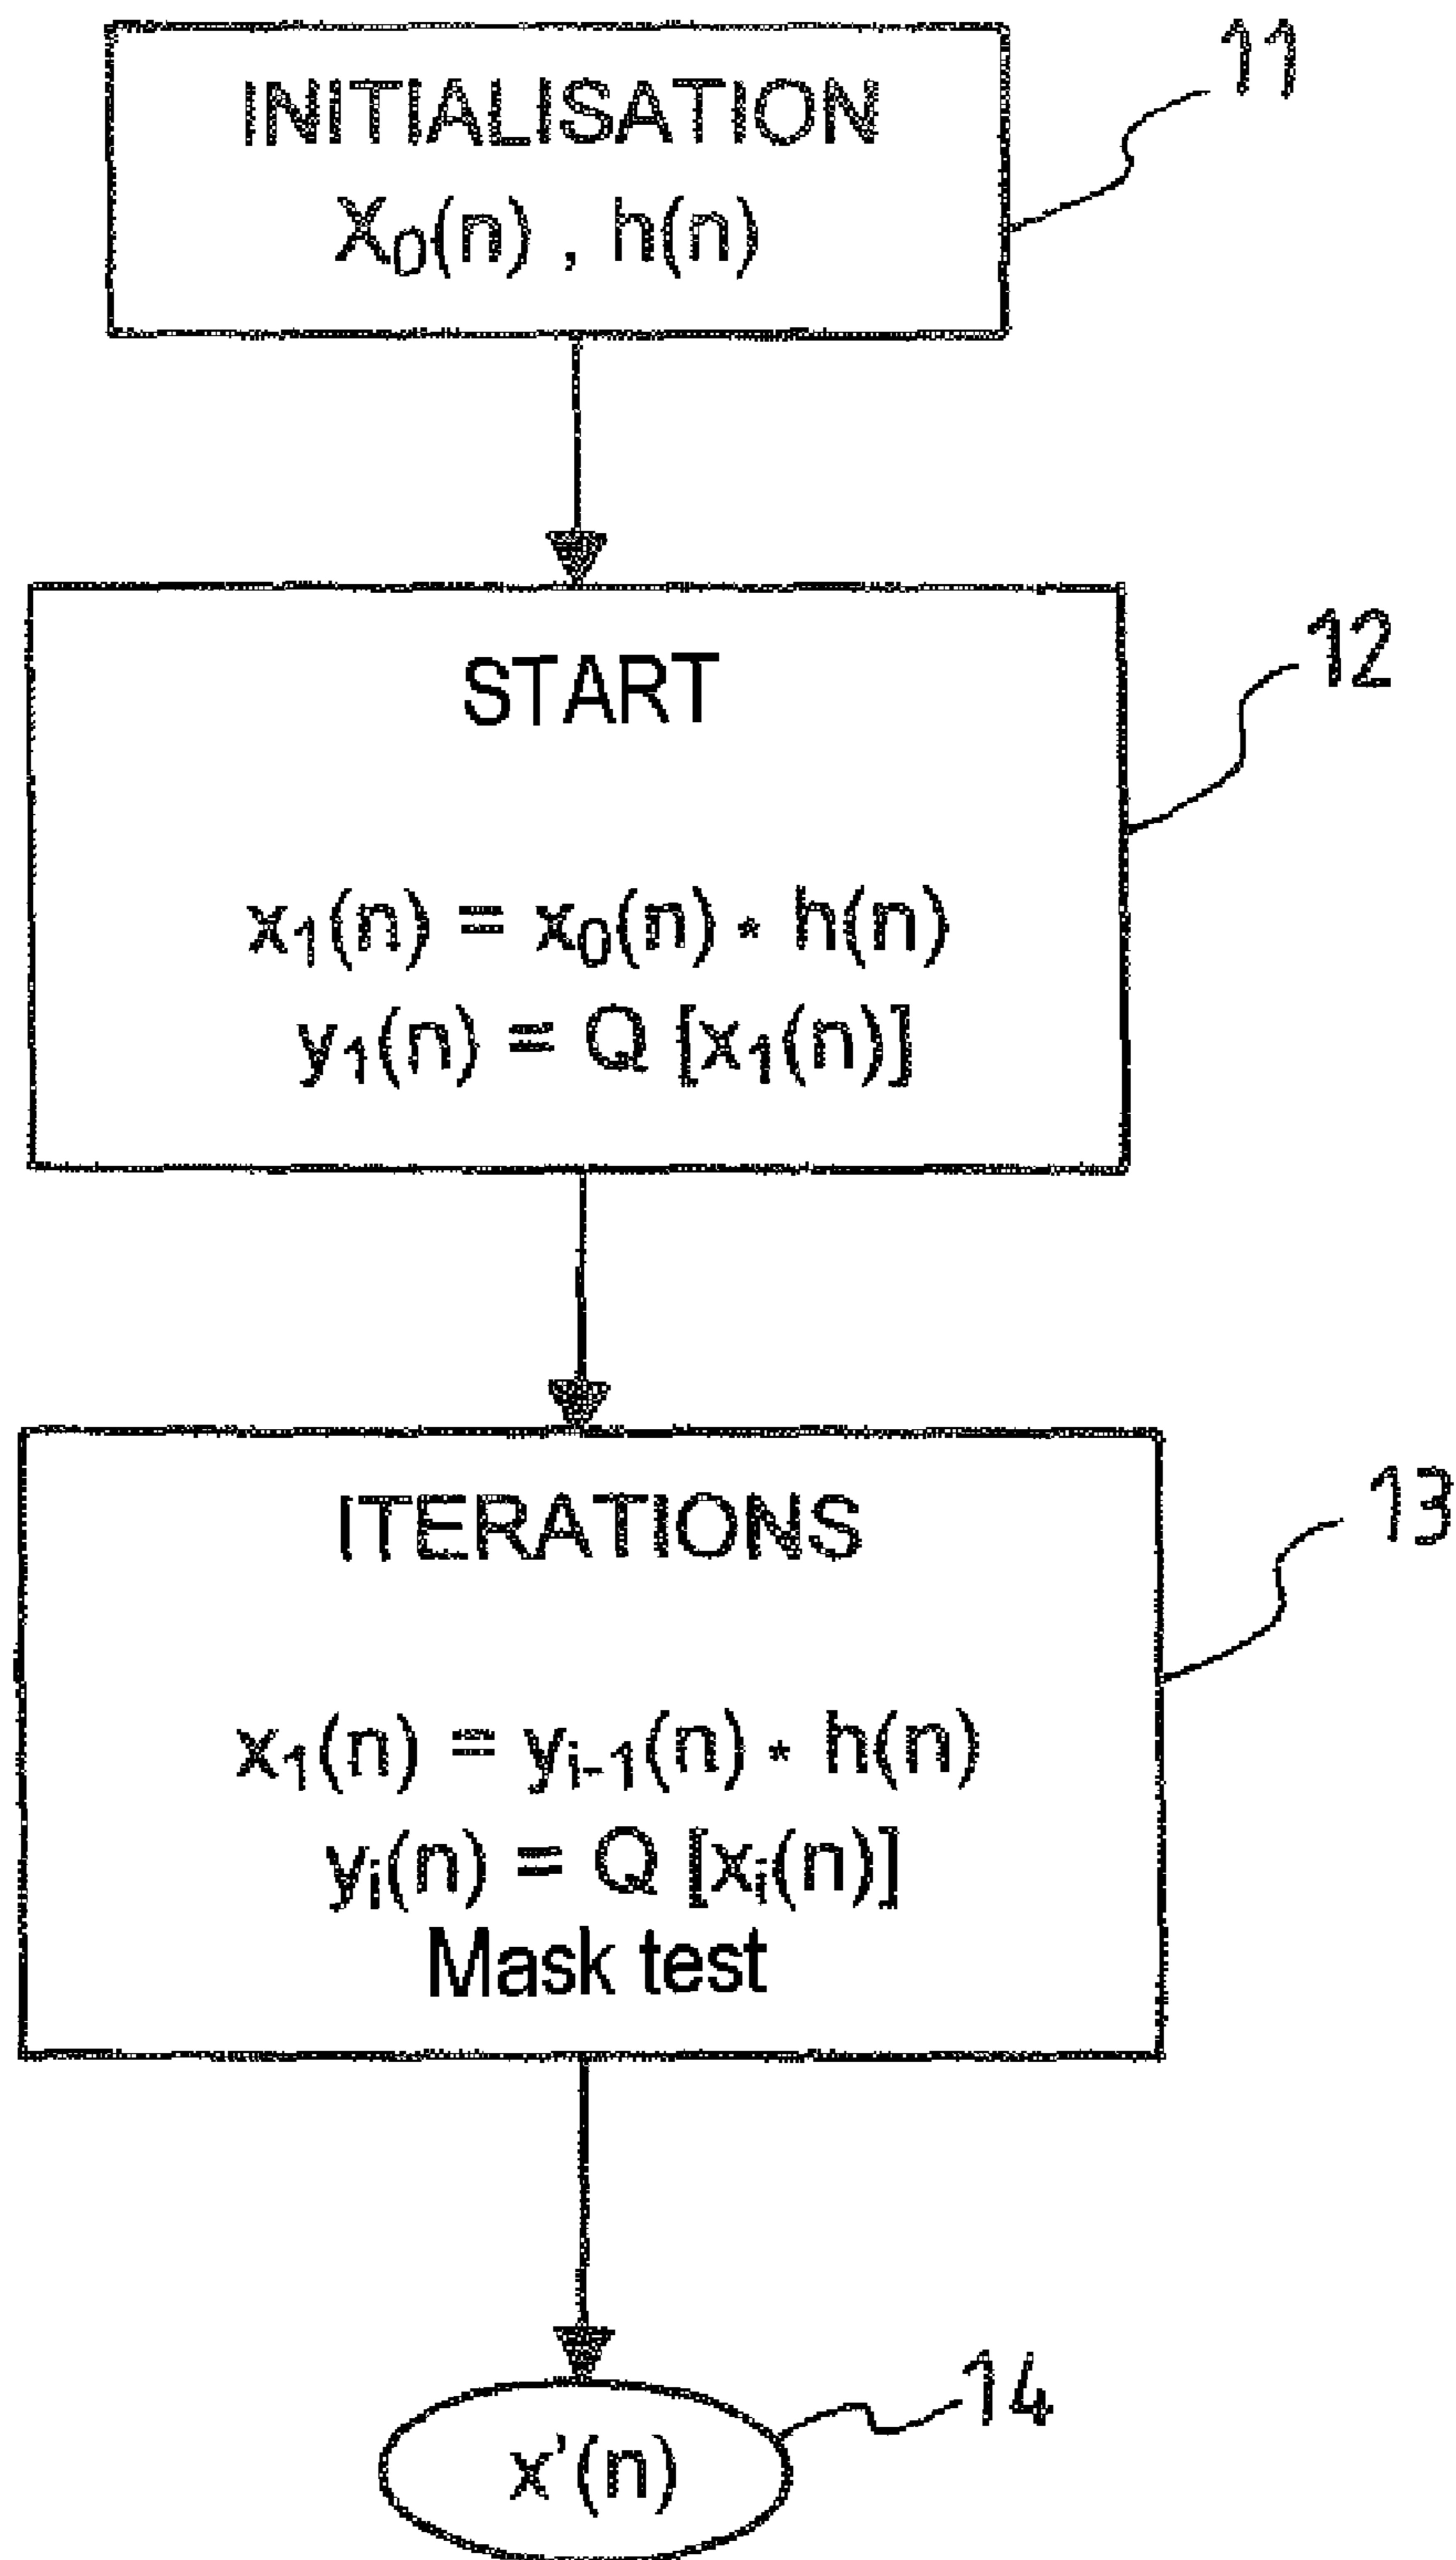 INITIALISATION
X₀(n) , h(n)
11
START
x₁(n) = x₀(n) * h(n)
y₁(n) = Q [x₁(n)]
12
ITERATIONS
x₁(n) = yᵢ₋₁(n) * h(n)
yᵢ(n) = Q [xᵢ(n)]
Mask test
13
x'(n)
14